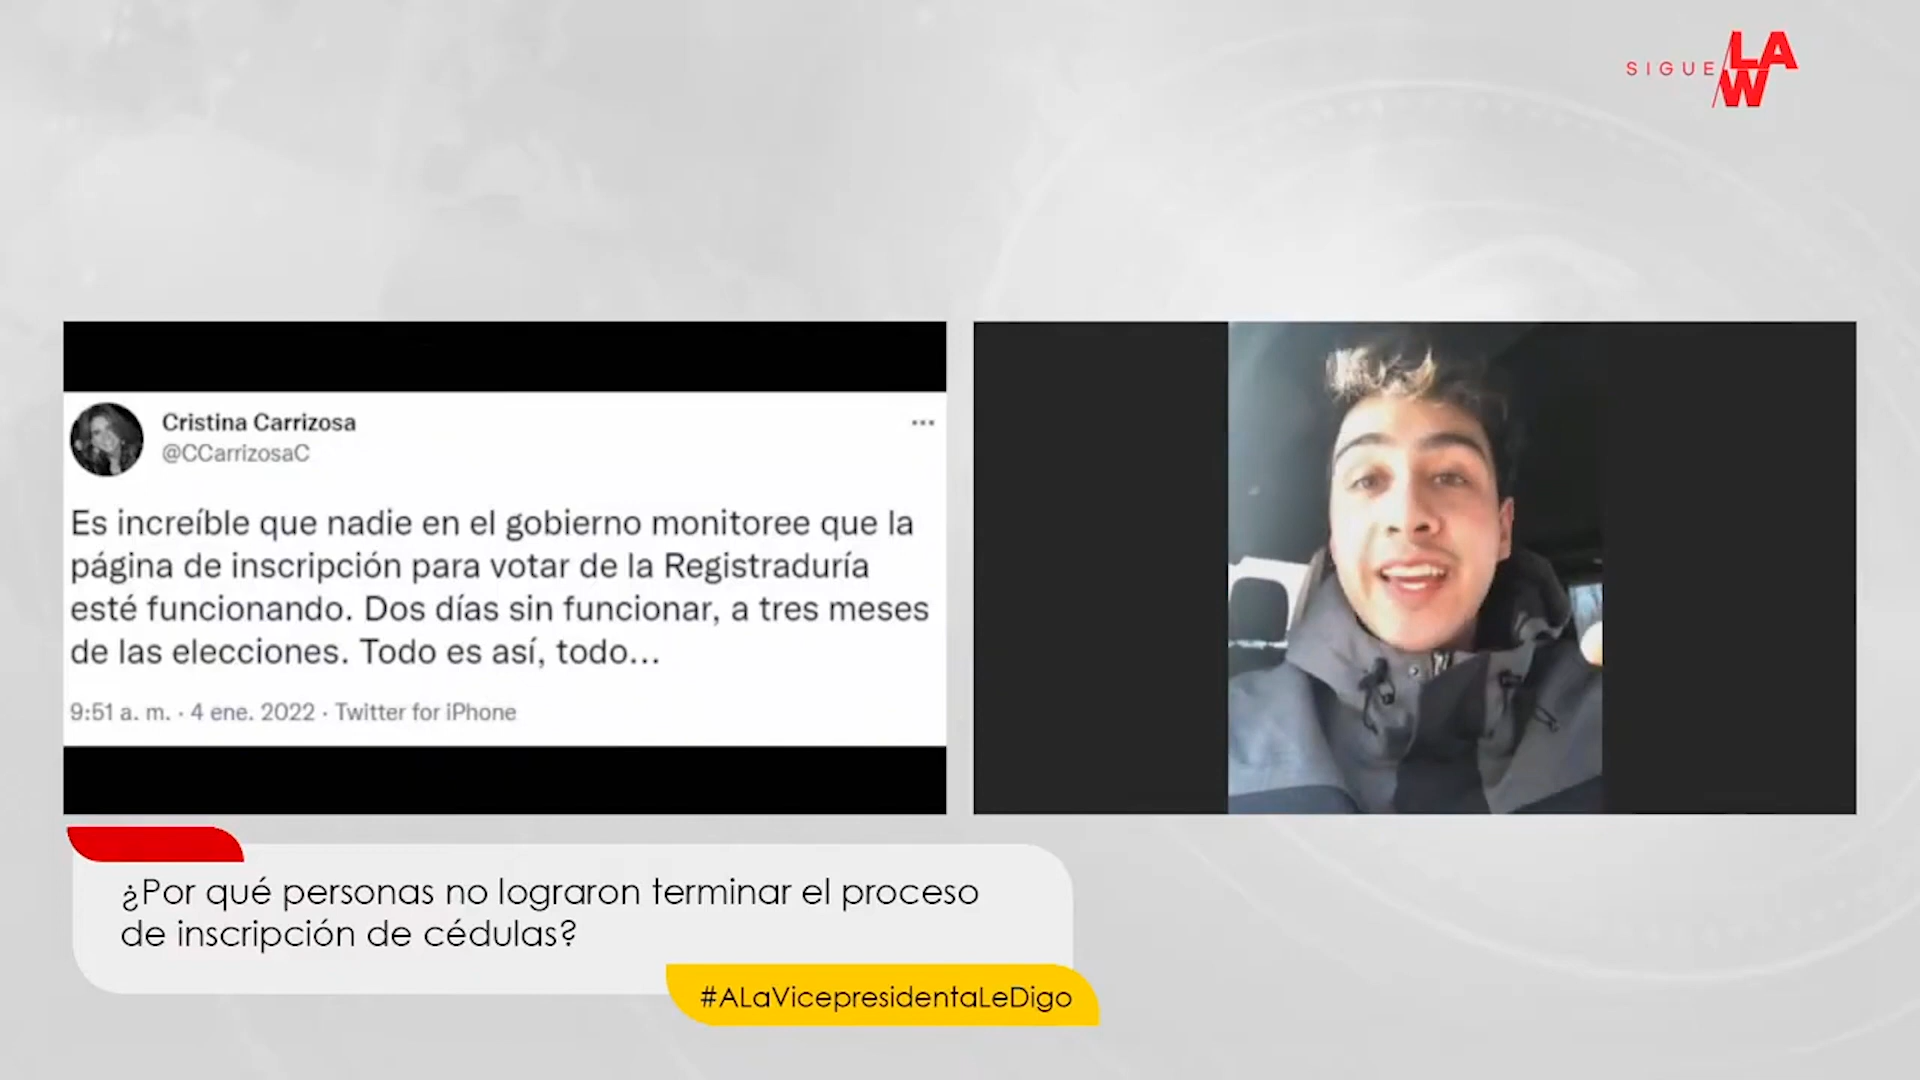 SIGUE LA
W
Cristina Carrizosa
@CCarrizosaC
Es increíble que nadie en el gobierno monitoree que la
página de inscripción para votar de la Registraduría
esté funcionando. Dos días sin funcionar, a tres meses
de las elecciones. Todo es así, todo...
9:51 a. m. · 4 ene. 2022 · Twitter for iPhone
¿Por qué personas no lograron terminar el proceso
de inscripción de cédulas?
#ALaVicepresidentaLeDigo